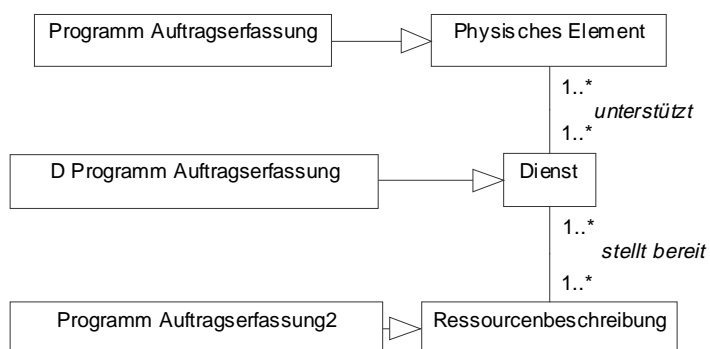 Programm Auftragserfassung
Physisches Element
1..*
unterstützt
1..*
D Programm Auftragserfassung
Dienst
1..*
stellt bereit
1..*
Programm Auftragserfassung2
Ressourcenbeschreibung